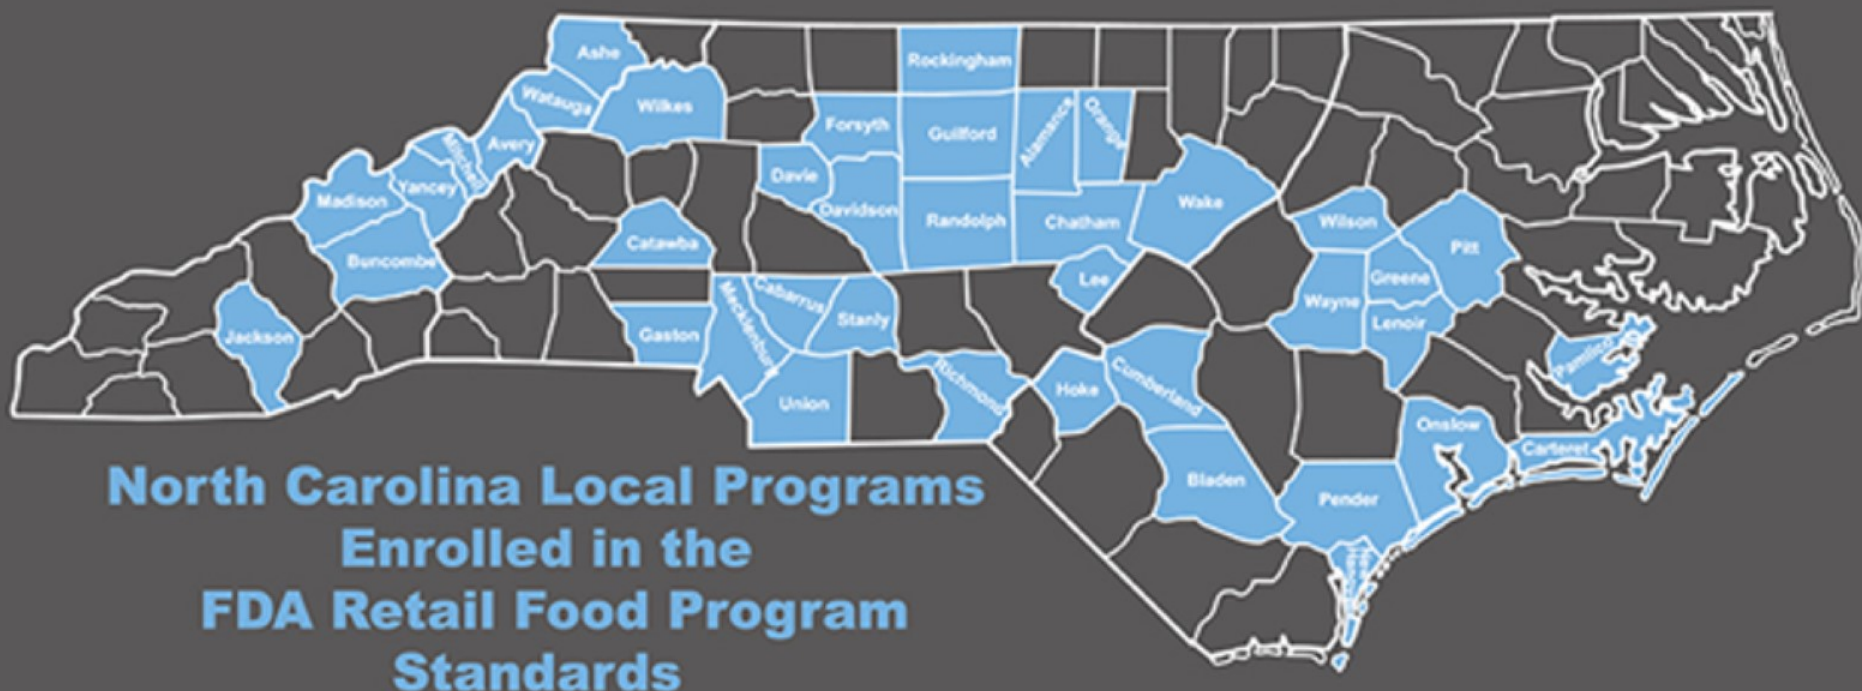 Ashe
Rockingham
Watauga
Wilkes
Forsyth
Guilford
Alamance
Orange
Avery
Mitchell
Davie
Yancey
Madison
Davidson
Randolph
Chatham
Wake
Wilson
Pitt
Catawba
Buncombe
Lee
Greene
Cabarrus
Wayne
Mecklenburg
Stanly
Lenoir
Jackson
Gaston
Pamlico
Richmond
Cumberland
Hoke
Union
Onslow
Carteret
Bladen
Pender
North Carolina Local Programs
Enrolled in the
FDA Retail Food Program
Standards